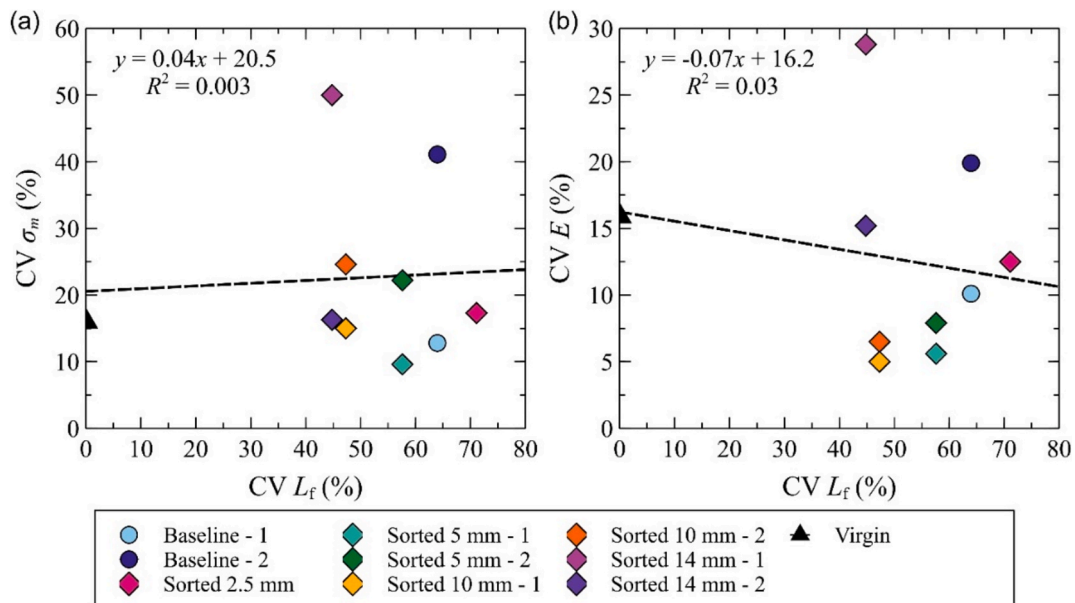 (a)
60
50
40
30
20
10
0
CV σm (%)
y = 0.04x + 20.5
R² = 0.003
0 10 20 30 40 50 60 70 80
CV Lf (%)
(b)
30
25
20
15
10
5
0
CV E (%)
y = -0.07x + 16.2
R² = 0.03
0 10 20 30 40 50 60 70 80
CV Lf (%)
Baseline - 1 Sorted 5 mm - 1 Sorted 10 mm - 2 Virgin
Baseline - 2 Sorted 5 mm - 2 Sorted 14 mm - 1
Sorted 2.5 mm Sorted 10 mm - 1 Sorted 14 mm - 2